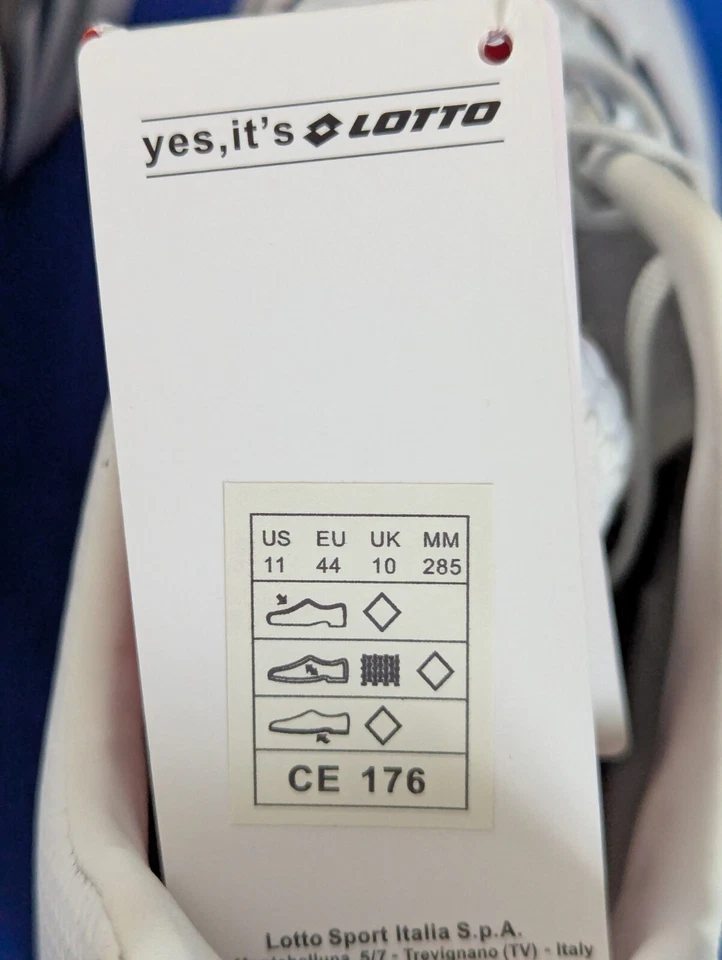 yes,it's LOTTO
US EU UK MM
11 44 10 285
CE 176
Lotto Sport Italia S.p.A.
5/7 - Trevignano (TV) - Italy